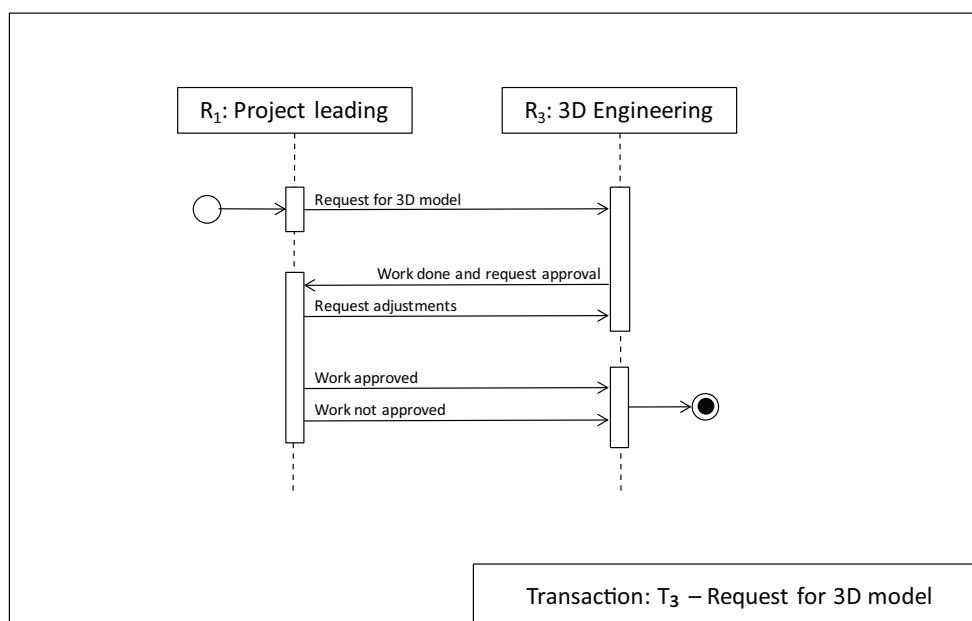 R₁: Project leading
R₃: 3D Engineering
Request for 3D model
Work done and request approval
Request adjustments
Work approved
Work not approved
Transaction: T₃ – Request for 3D model